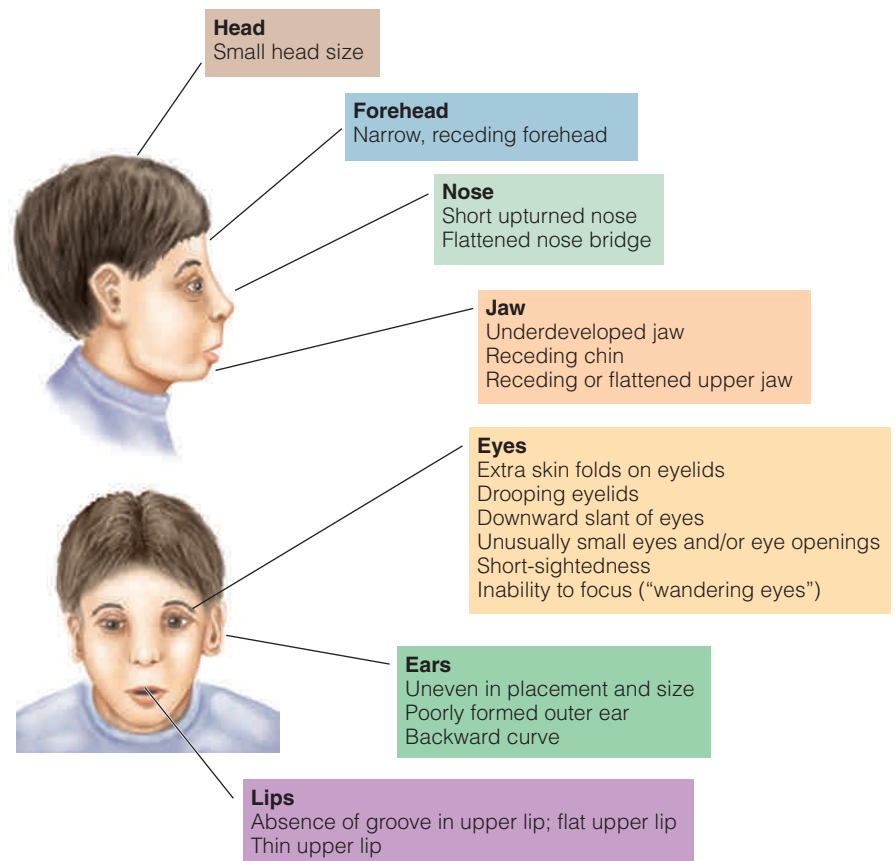 Head
Small head size
Forehead
Narrow, receding forehead
Nose
Short upturned nose
Flattened nose bridge
Jaw
Underdeveloped jaw
Receding chin
Receding or flattened upper jaw
Eyes
Extra skin folds on eyelids
Drooping eyelids
Downward slant of eyes
Unusually small eyes and/or eye openings
Short-sightedness
Inability to focus (“wandering eyes”)
Ears
Uneven in placement and size
Poorly formed outer ear
Backward curve
Lips
Absence of groove in upper lip; flat upper lip
Thin upper lip